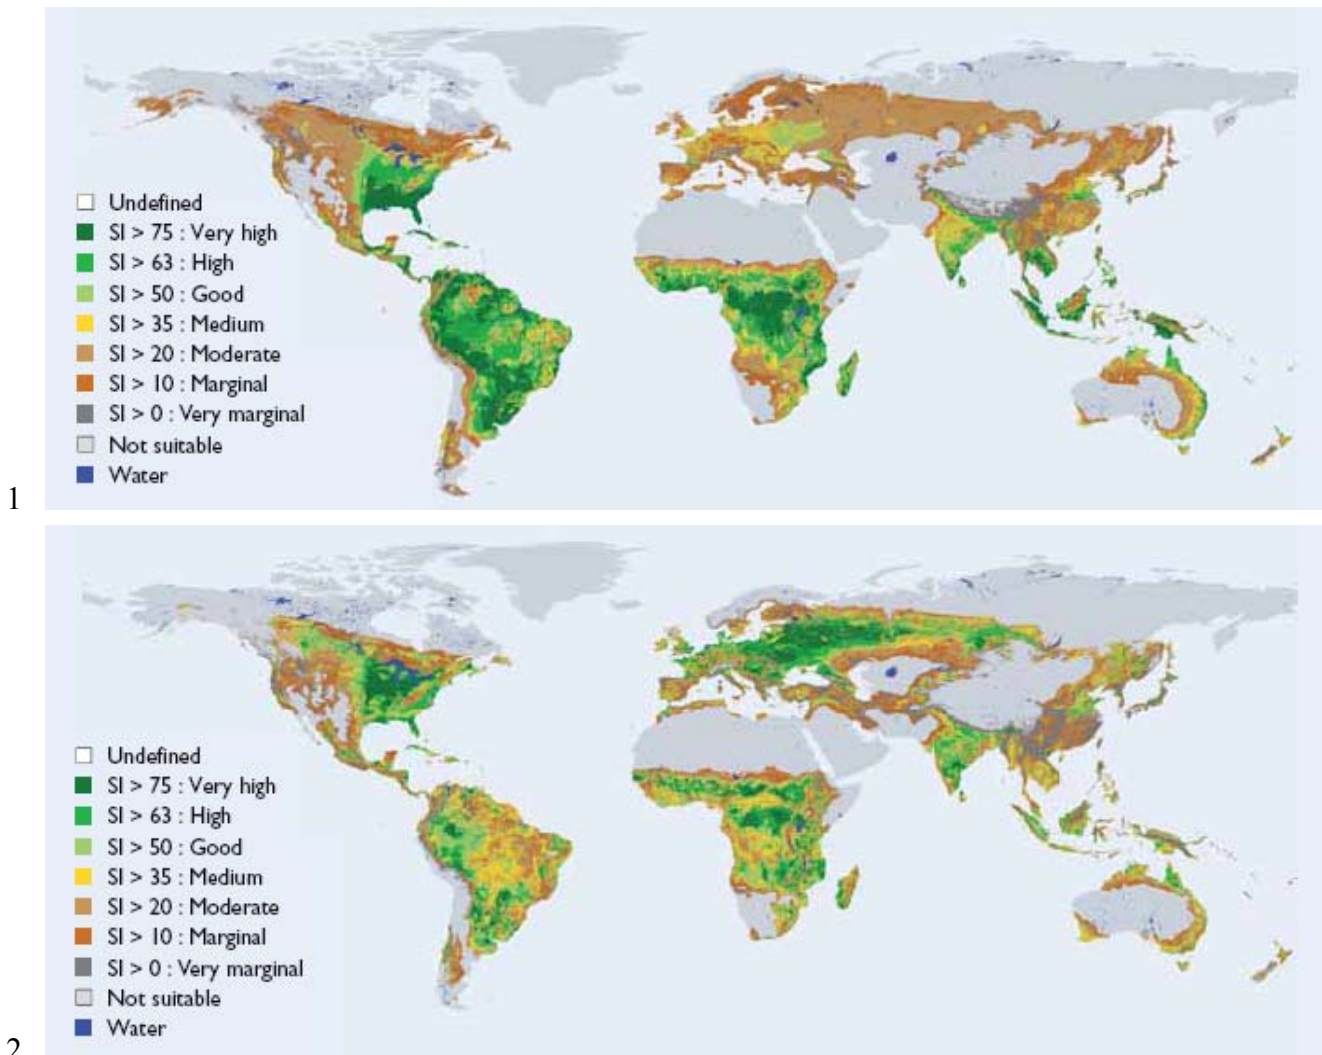 Undefined
SI > 75 : Very high
SI > 63 : High
SI > 50 : Good
SI > 35 : Medium
SI > 20 : Moderate
SI > 10 : Marginal
SI > 0 : Very marginal
Not suitable
Water
1
Undefined
SI > 75 : Very high
SI > 63 : High
SI > 50 : Good
SI > 35 : Medium
SI > 20 : Moderate
SI > 10 : Marginal
SI > 0 : Very marginal
Not suitable
Water
2